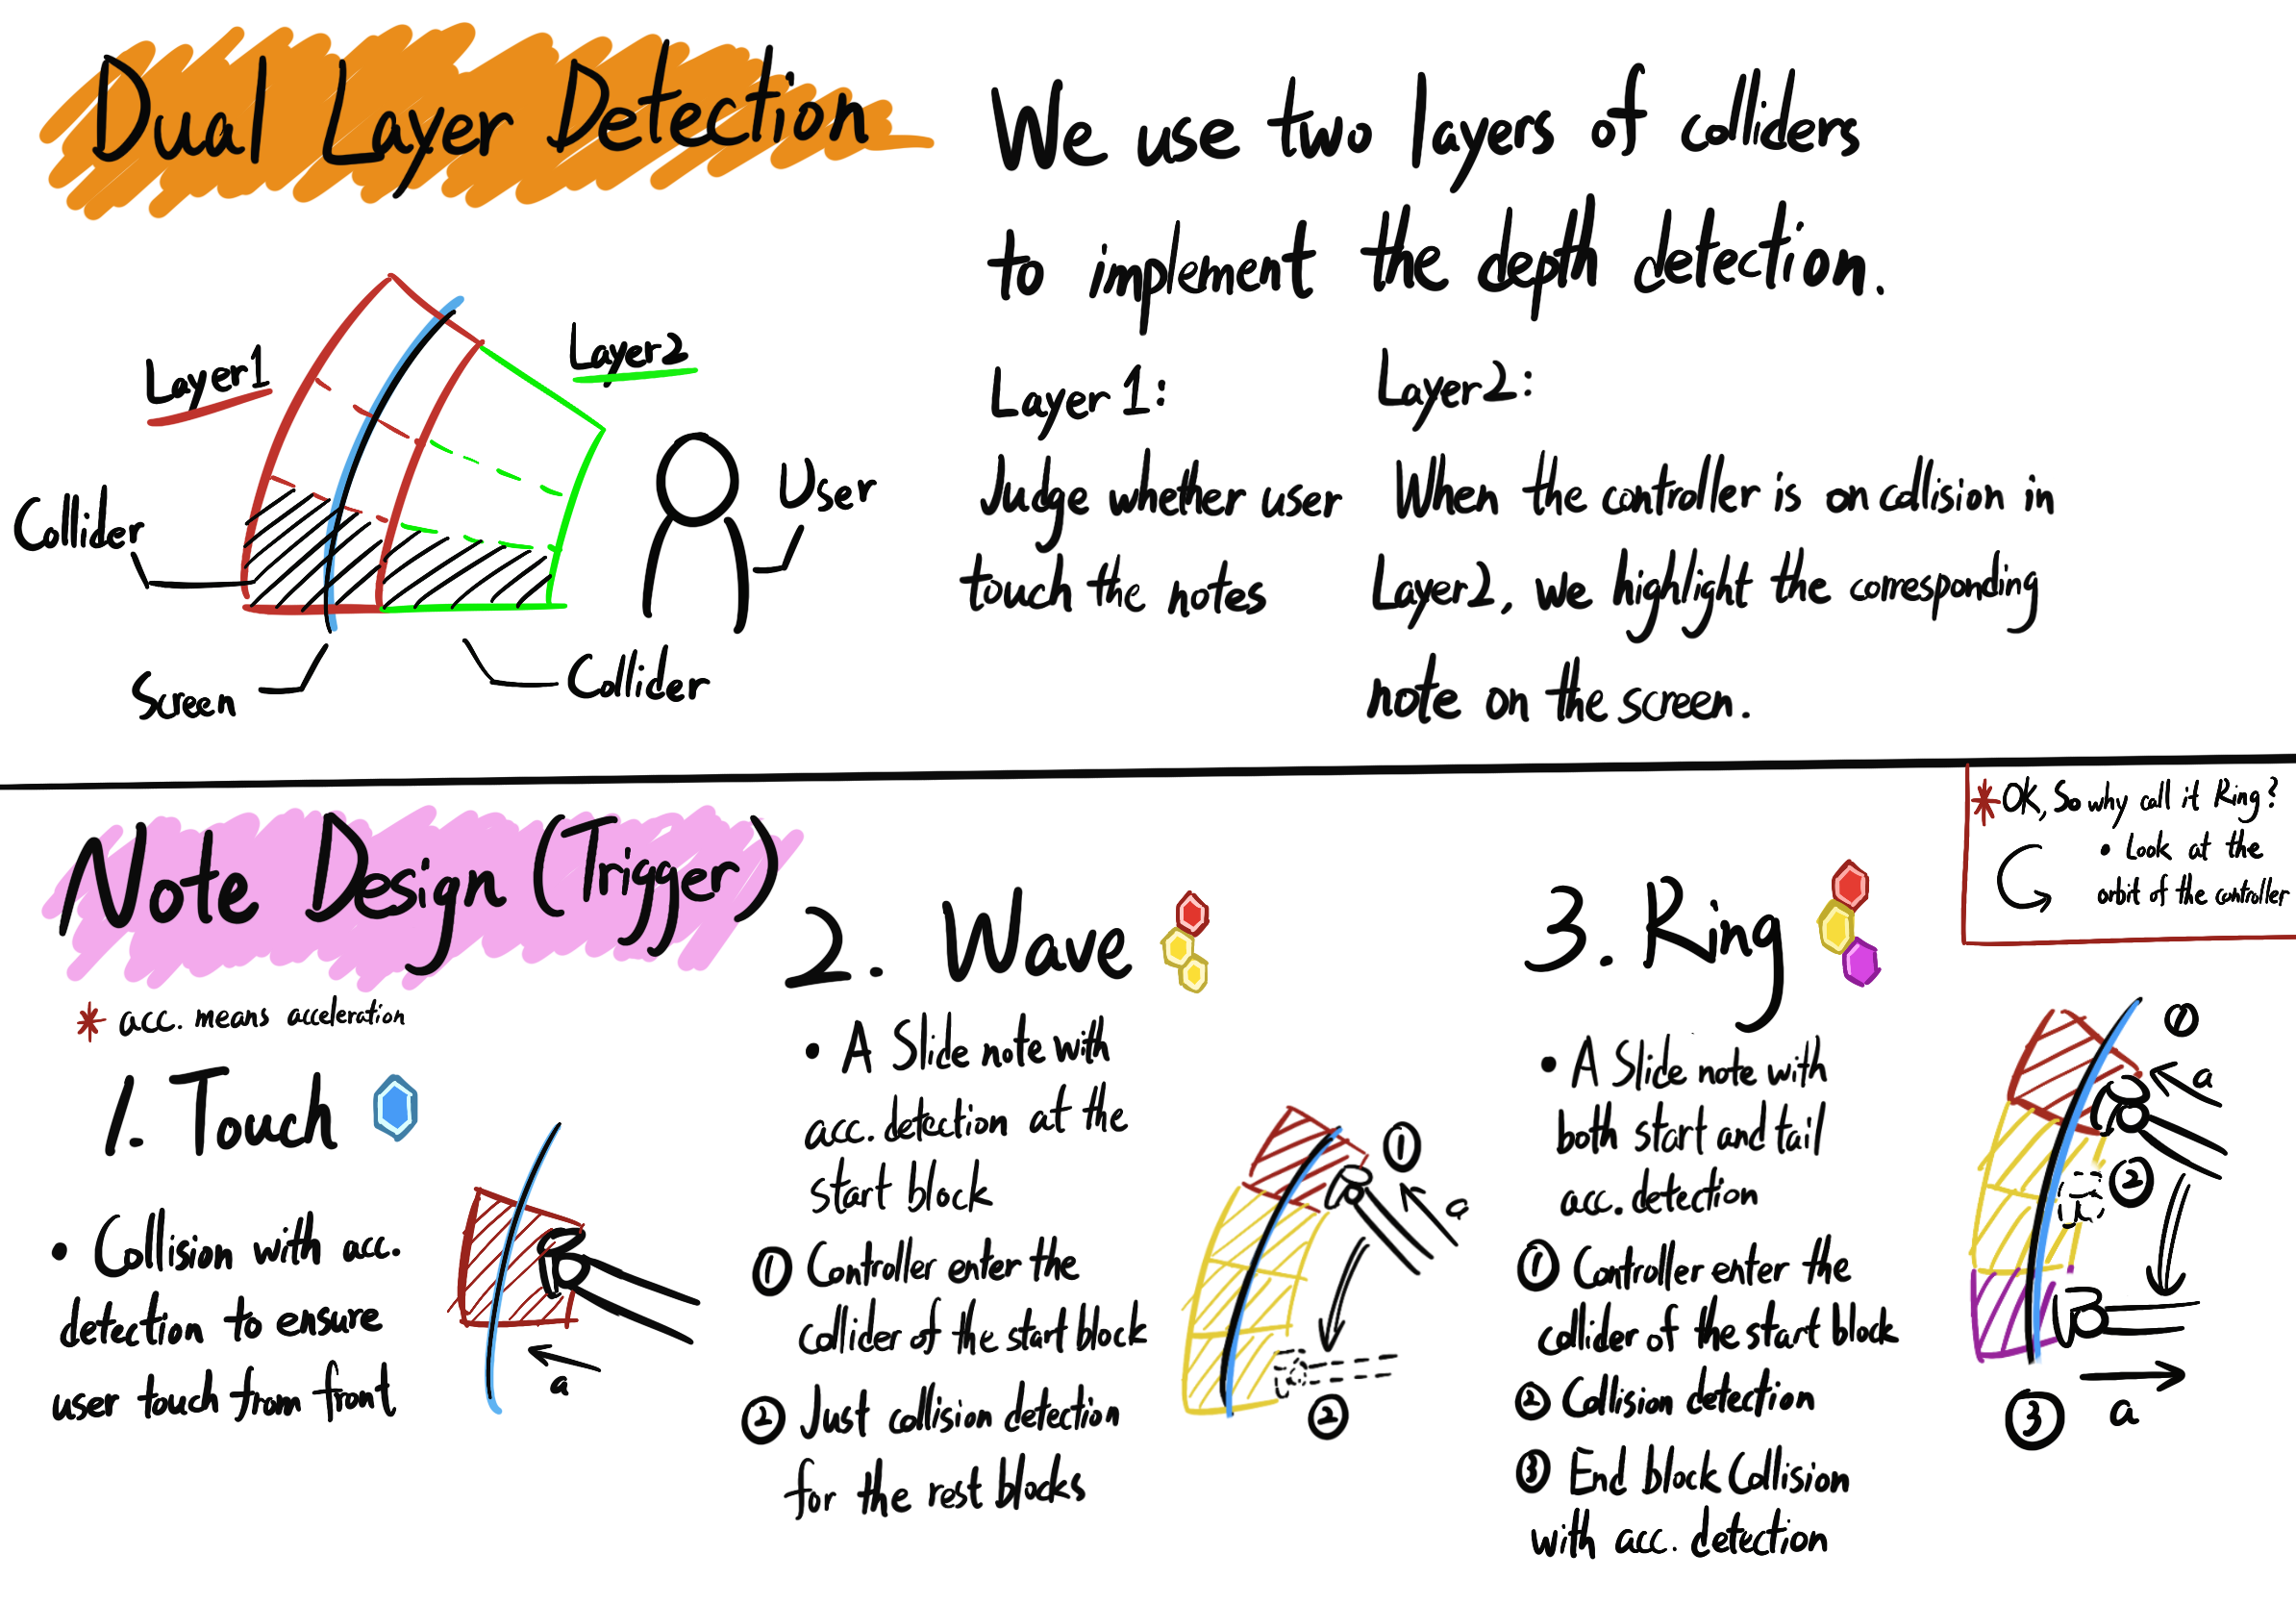 Dual Layer Detection
We use two layers of colliders
to implement the depth detection.
Layer1
Layer2
Collider
User
Screen
Collider
Layer 1:
Judge whether user
touch the notes
Layer2:
When the controller is on collision in
Layer2, we highlight the corresponding
note on the screen.
Note Design (Trigger)
* acc. means acceleration
1. Touch
• Collision with acc.
detection to ensure
user touch from front
a
2. Wave
• A Slide note with
acc. detection at the
start block
① Controller enter the
collider of the start block
② Just collision detection
for the rest blocks
①
a
②
3. Ring
• A Slide note with
both start and tail
acc. detection
① Controller enter the
collider of the start block
② Collision detection
③ End block Collision
with acc. detection
* OK, So why call it Ring?
• Look at the
orbit of the controller
①
a
②
③
a